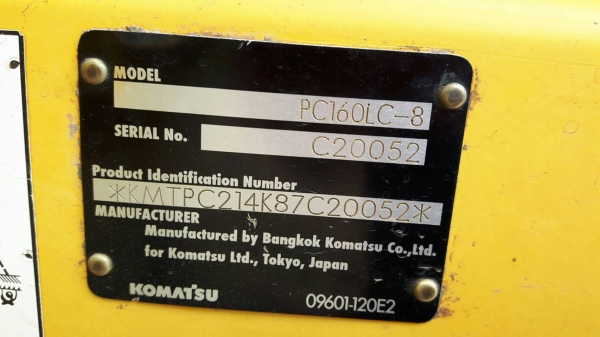 MODEL
PC160LC-8
SERIAL No.
C20052
Product Identification Number
*KMTPC214K87C20052*
MANUFACTURER
Manufactured by Bangkok Komatsu Co.,Ltd.
for Komatsu Ltd., Tokyo, Japan
KOMATSU
09601-120E2